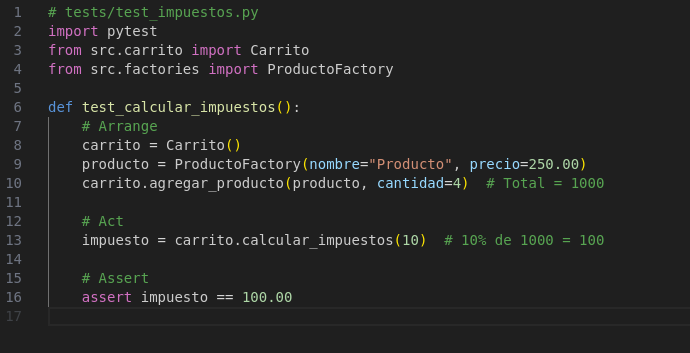 1 # tests/test_impuestos.py
2 import pytest
3 from src.carrito import Carrito
4 from src.factories import ProductoFactory
5
6 def test_calcular_impuestos():
7     # Arrange
8     carrito = Carrito()
9     producto = ProductoFactory(nombre="Producto", precio=250.00)
10     carrito.agregar_producto(producto, cantidad=4)  # Total = 1000
11
12     # Act
13     impuesto = carrito.calcular_impuestos(10)  # 10% de 1000 = 100
14
15     # Assert
16     assert impuesto == 100.00
17